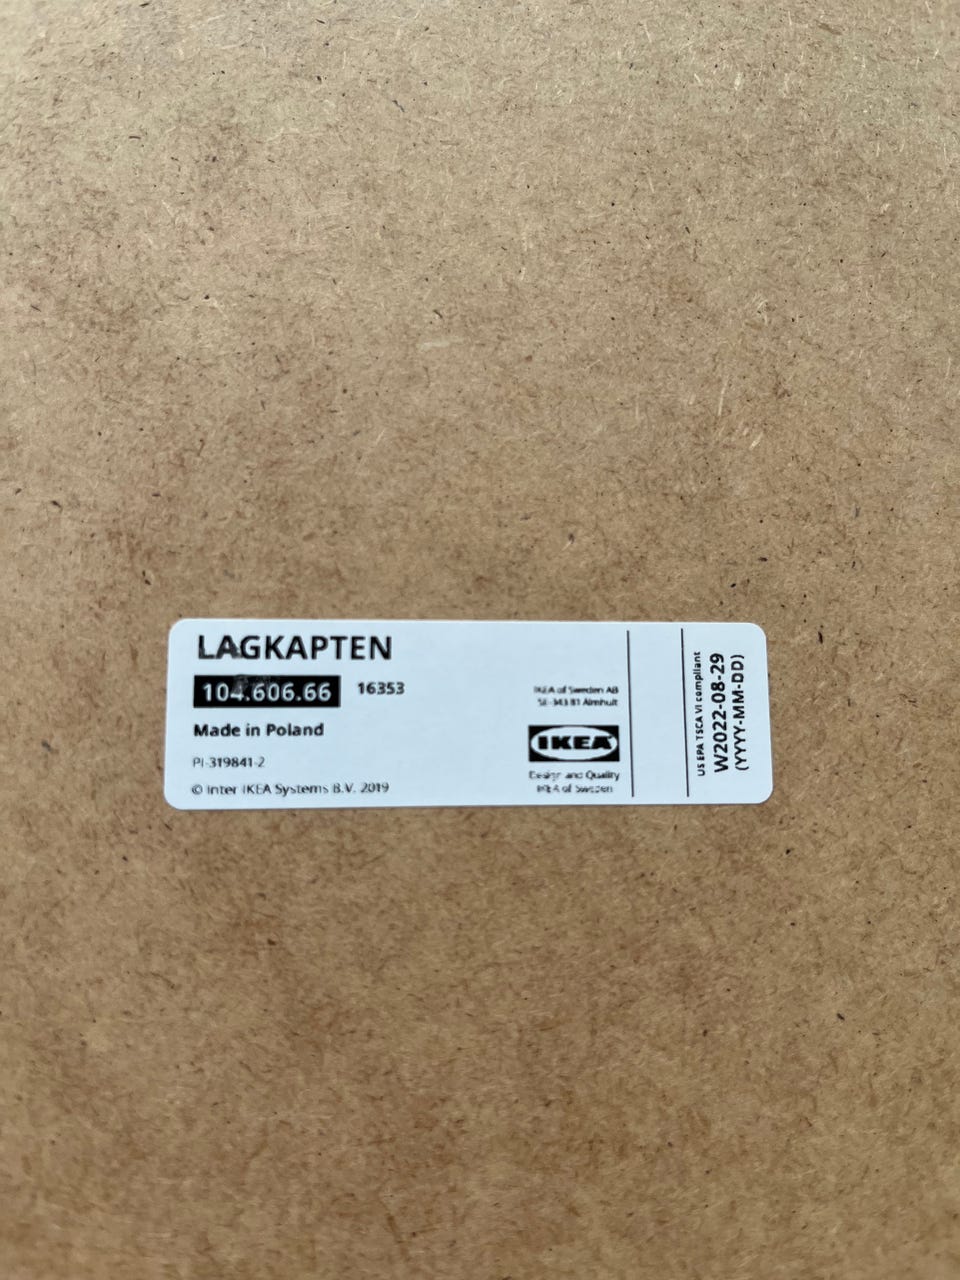 LAGKAPTEN
104.606.66 16353
Made in Poland
PI-319841-2
© Inter IKEA Systems B.V. 2019
IKEA of Sweden AB
SE-343 81 Älmhult
IKEA
Design and Quality
IKEA of Sweden
US EPA TSCA VI compliant
W2022-08-29
(YYYY-MM-DD)